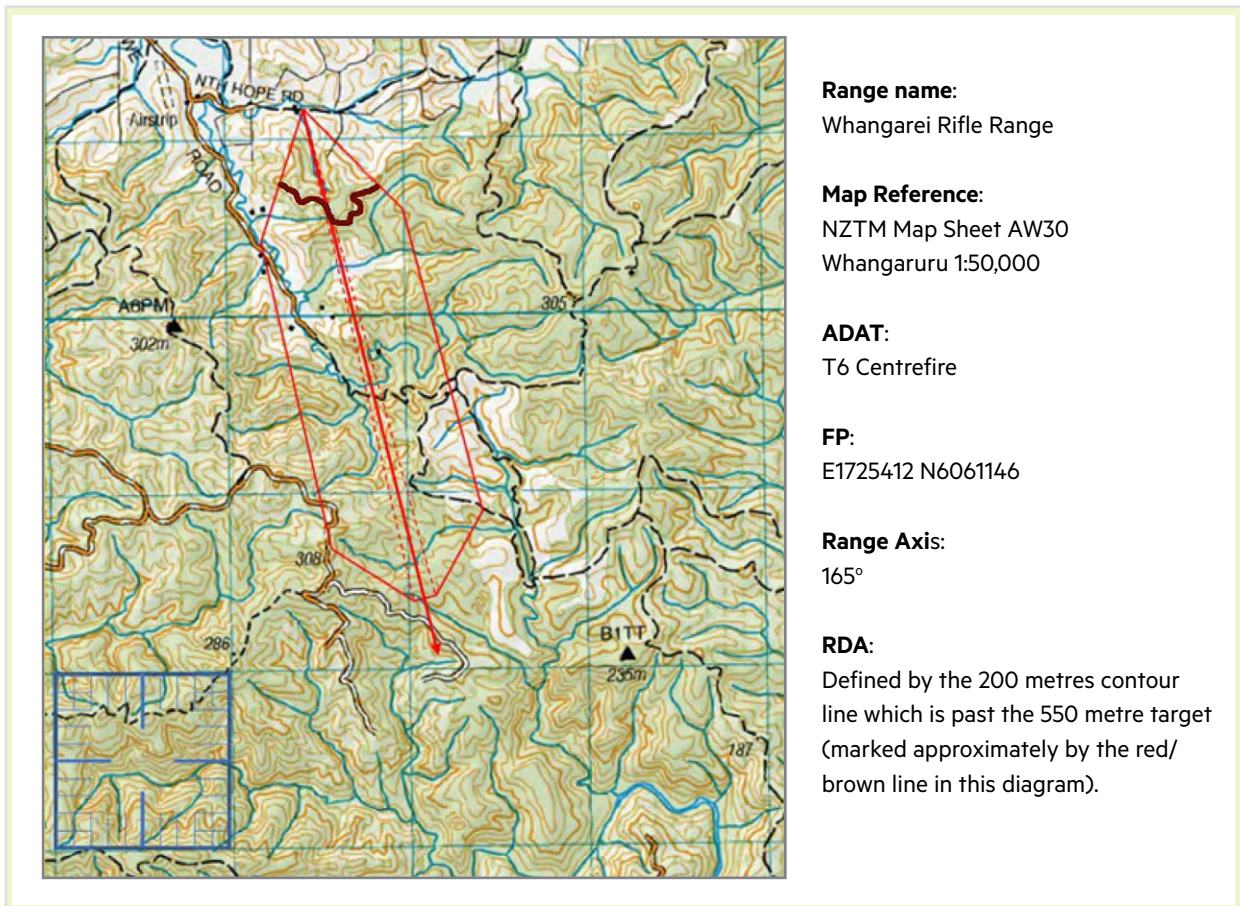 NTH HOPE RD
Airstrip
ROAD
305
A6PM
302m
308
286
B1TT
235m
187
Range name:
Whangarei Rifle Range
Map Reference:
NZTM Map Sheet AW30
Whangaruru 1:50,000
ADAT:
T6 Centrefire
FP:
E1725412 N6061146
Range Axis:
165º
RDA:
Defined by the 200 metres contour
line which is past the 550 metre target
(marked approximately by the red/
brown line in this diagram).